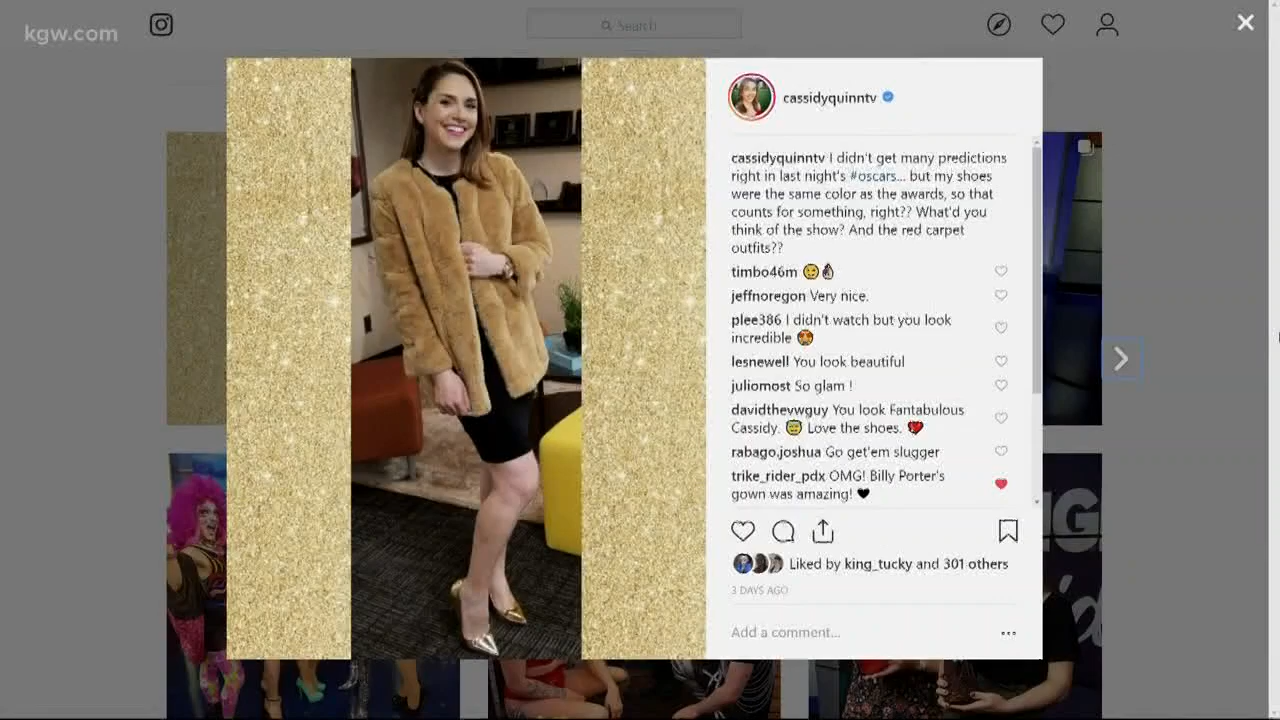 kgw.com
Search
cassidyquinntv
cassidyquinntv I didn't get many predictions
right in last night's #oscars... but my shoes
were the same color as the awards, so that
counts for something, right?? What'd you
think of the show? And the red carpet
outfits??
timbo46m 😉👌🏿
jeffnoregon Very nice.
plee386 I didn't watch but you look
incredible 😍
lesnewell You look beautiful
juliomost So glam !
davidthevwguy You look Fantabulous
Cassidy. 😇 Love the shoes. 💓
rabago.joshua Go get'em slugger
trike_rider_pdx OMG! Billy Porter's
gown was amazing! 🖤
Liked by king_tucky and 301 others
3 DAYS AGO
Add a comment...